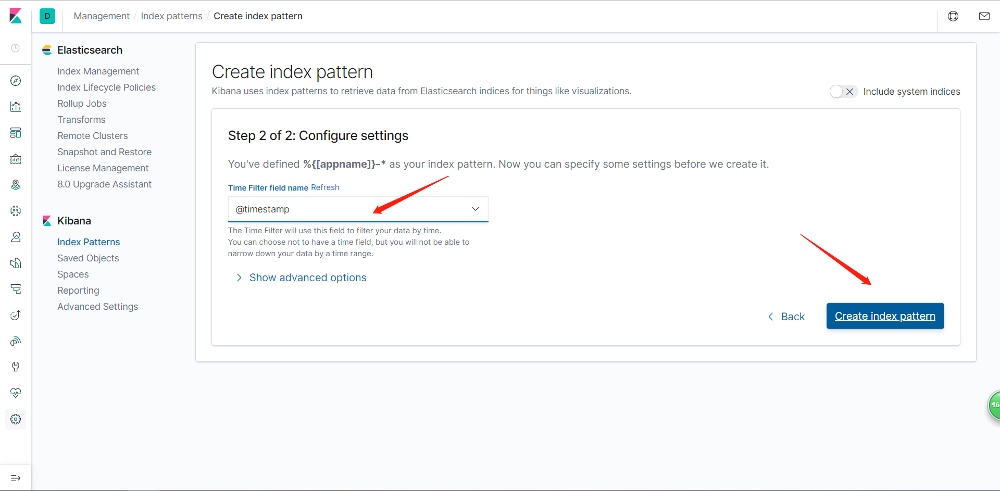 D
Management / Index patterns / Create index pattern
Elasticsearch
Index Management
Index Lifecycle Policies
Rollup Jobs
Transforms
Remote Clusters
Snapshot and Restore
License Management
8.0 Upgrade Assistant
Kibana
Index Patterns
Saved Objects
Spaces
Reporting
Advanced Settings
Create index pattern
Kibana uses index patterns to retrieve data from Elasticsearch indices for things like visualizations.
Include system indices
Step 2 of 2: Configure settings
You've defined %{[appname]}-* as your index pattern. Now you can specify some settings before we create it.
Time Filter field name Refresh
@timestamp
The Time Filter will use this field to filter your data by time.
You can choose not to have a time field, but you will not be able to
narrow down your data by a time range.
Show advanced options
Back
Create index pattern
46